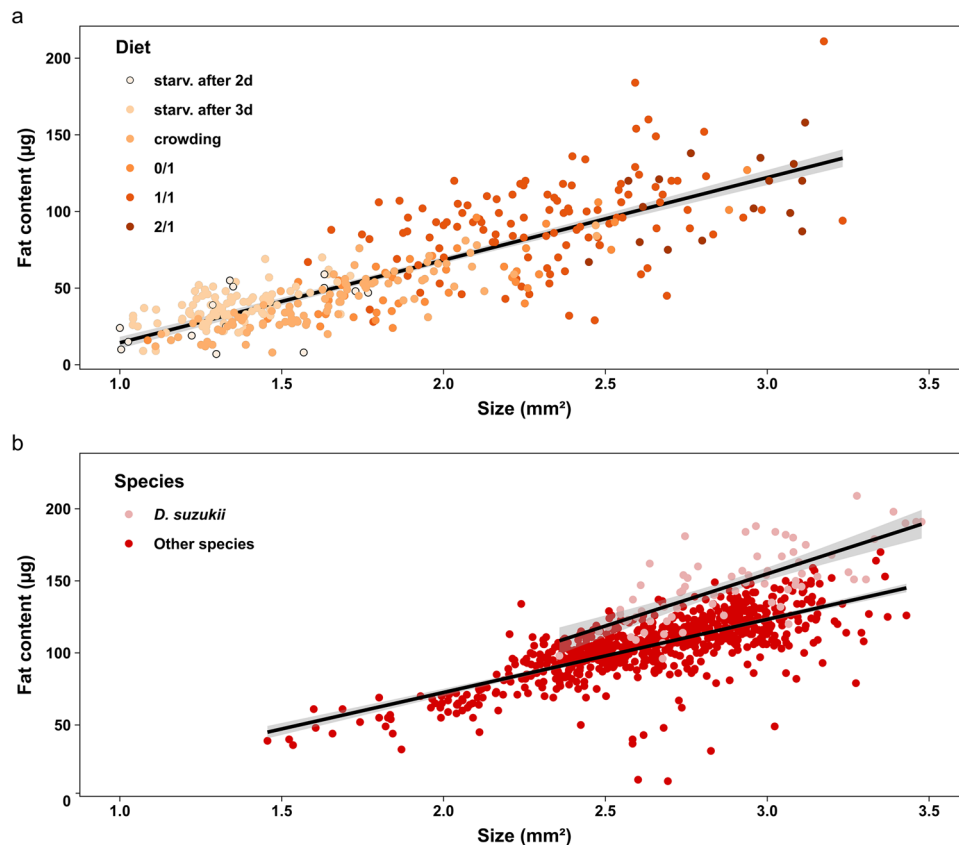 a
Diet
starv. after 2d
starv. after 3d
crowding
0/1
1/1
2/1
200
150
100
50
0
Fat content (µg)
1.0 1.5 2.0 2.5 3.0 3.5
Size (mm²)
b
Species
D. suzukii
Other species
200
150
100
50
0
Fat content (µg)
1.0 1.5 2.0 2.5 3.0 3.5
Size (mm²)